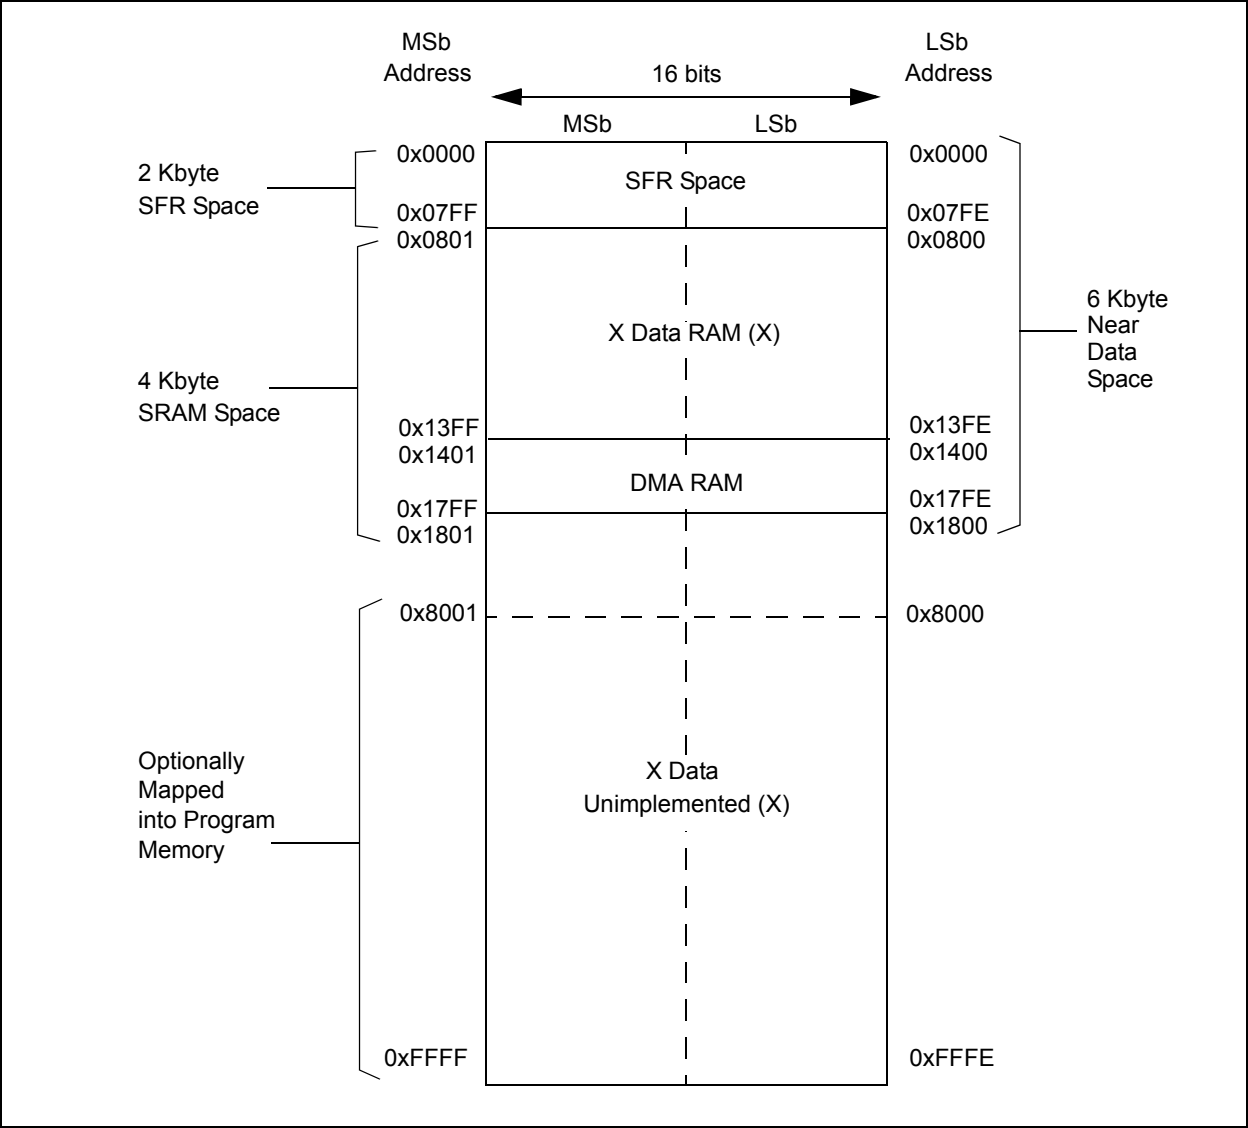 MSb
Address
LSb
Address
16 bits
MSb
LSb
2 Kbyte
SFR Space
0x0000
0x0000
SFR Space
0x07FF
0x07FE
0x0801
0x0800
6 Kbyte
Near
Data
Space
X Data RAM (X)
4 Kbyte
SRAM Space
0x13FF
0x13FE
0x1401
0x1400
DMA RAM
0x17FF
0x17FE
0x1801
0x1800
0x8001
0x8000
Optionally
Mapped
into Program
Memory
X Data
Unimplemented (X)
0xFFFF
0xFFFE